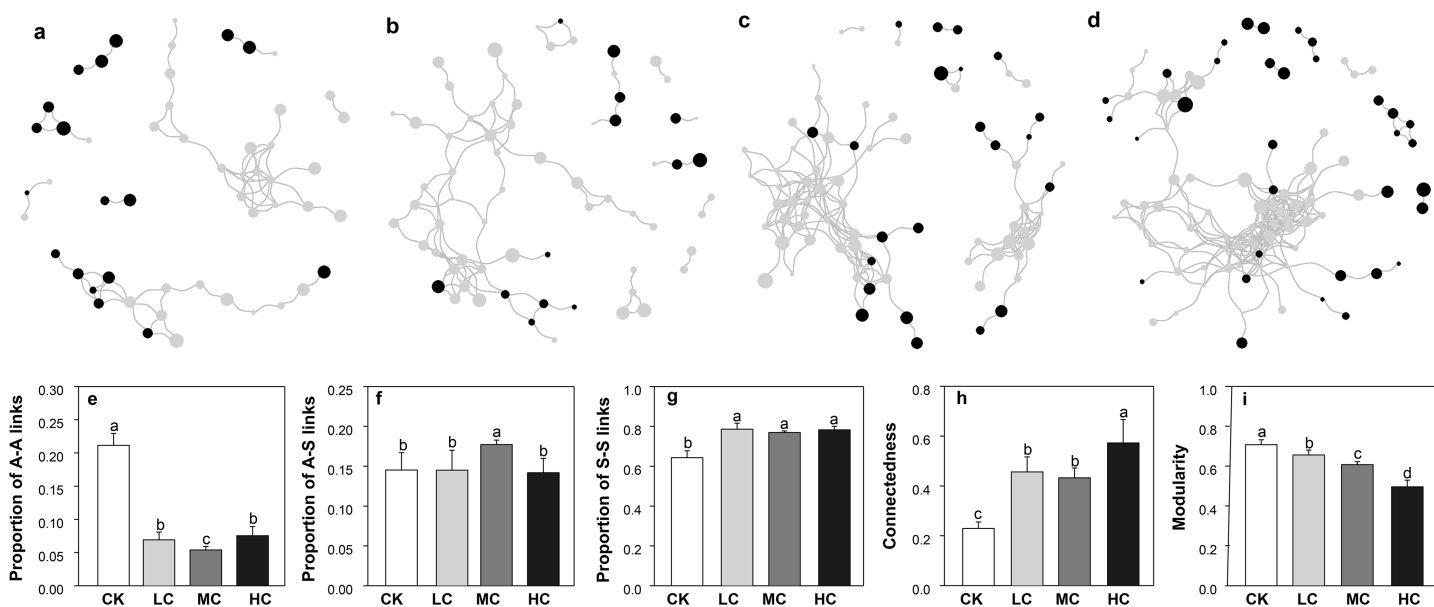 a
b
c
d
e
Proportion of A-A links
0.30
0.25
0.20
0.15
0.10
0.05
0.00
a
b
c
b
CK LC MC HC
f
Proportion of A-S links
0.25
0.20
0.15
0.10
0.05
0.00
b
b
a
b
CK LC MC HC
g
Proportion of S-S links
1.0
0.8
0.6
0.4
0.2
0.0
b
a
a
a
CK LC MC HC
h
Connectedness
0.8
0.6
0.4
0.2
0.0
c
b
b
a
CK LC MC HC
i
Modularity
1.0
0.8
0.6
0.4
0.2
0.0
a
b
c
d
CK LC MC HC